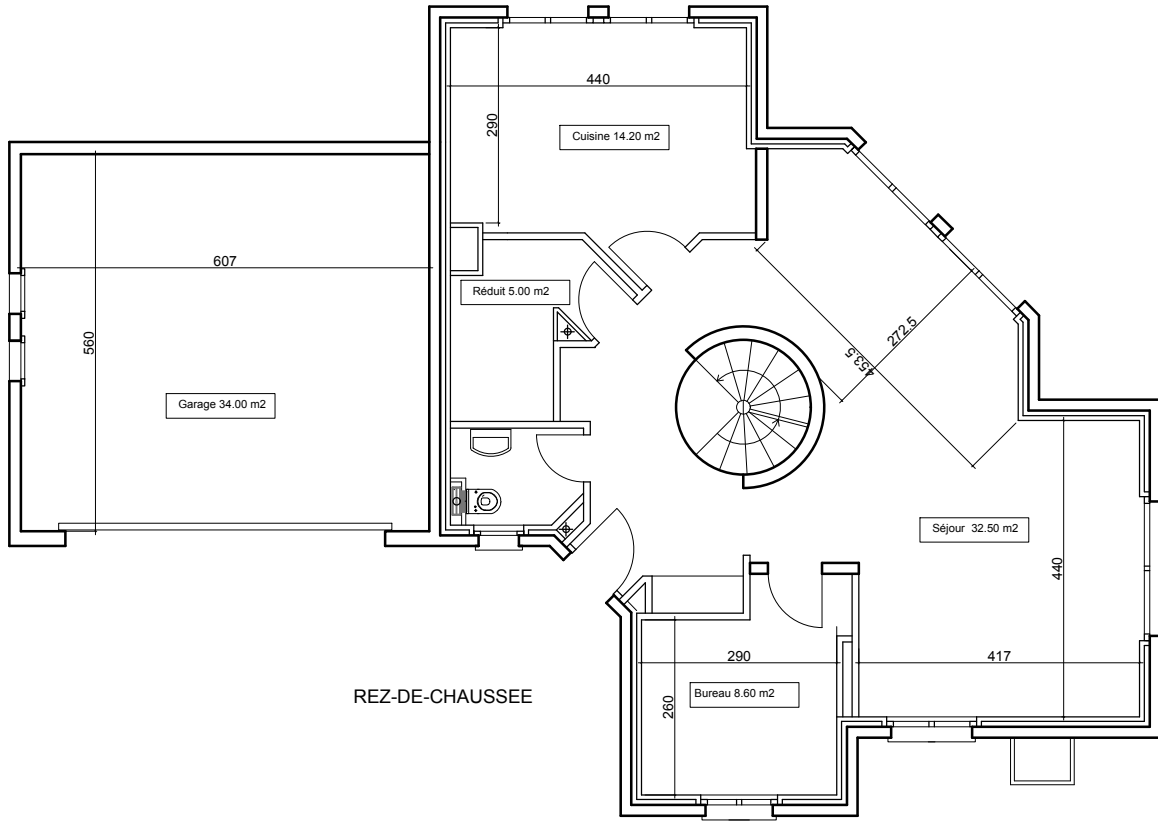 440
290
Cuisine 14.20 m2
607
Réduit 5.00 m2
272.5
453.5
560
Garage 34.00 m2
Séjour 32.50 m2
440
290
417
REZ-DE-CHAUSSEE
Bureau 8.60 m2
260